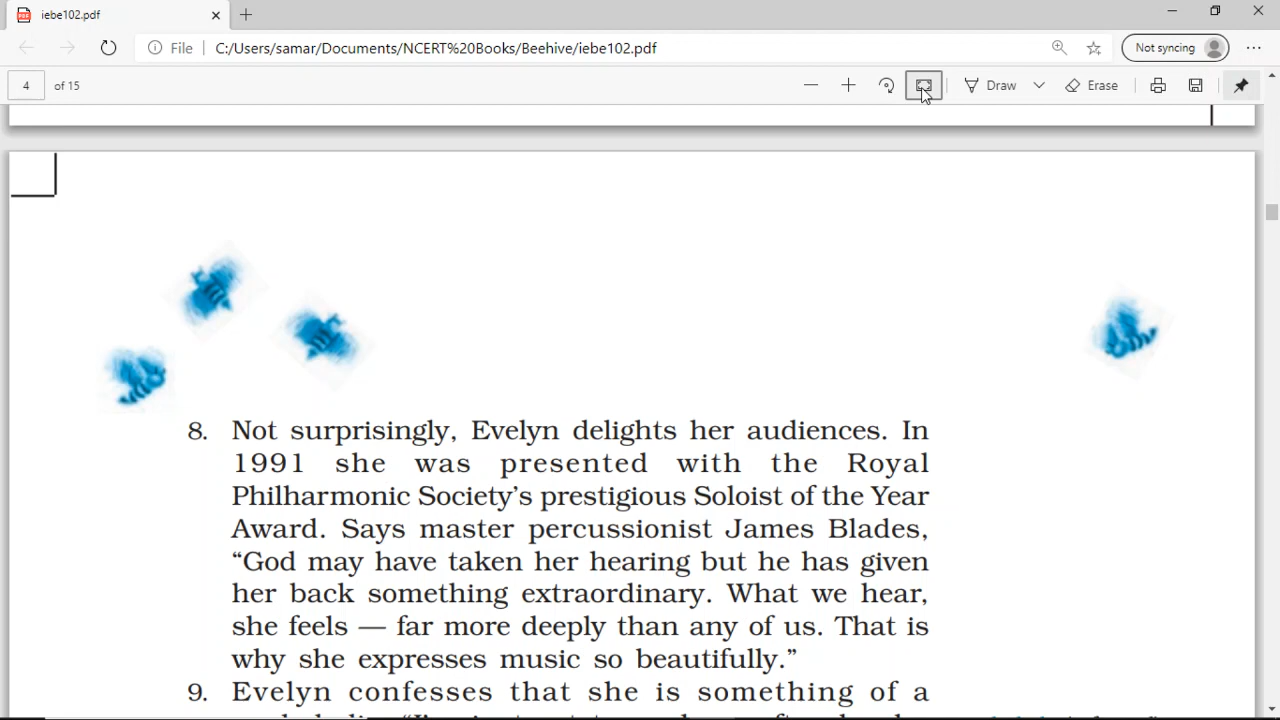 iebe102.pdf
File C:/Users/samar/Documents/NCERT%20Books/Beehive/iebe102.pdf Not syncing
4 of 15 Draw Erase
8. Not surprisingly, Evelyn delights her audiences. In
1991 she was presented with the Royal
Philharmonic Society’s prestigious Soloist of the Year
Award. Says master percussionist James Blades,
“God may have taken her hearing but he has given
her back something extraordinary. What we hear,
she feels — far more deeply than any of us. That is
why she expresses music so beautifully.”
9. Evelyn confesses that she is something of a